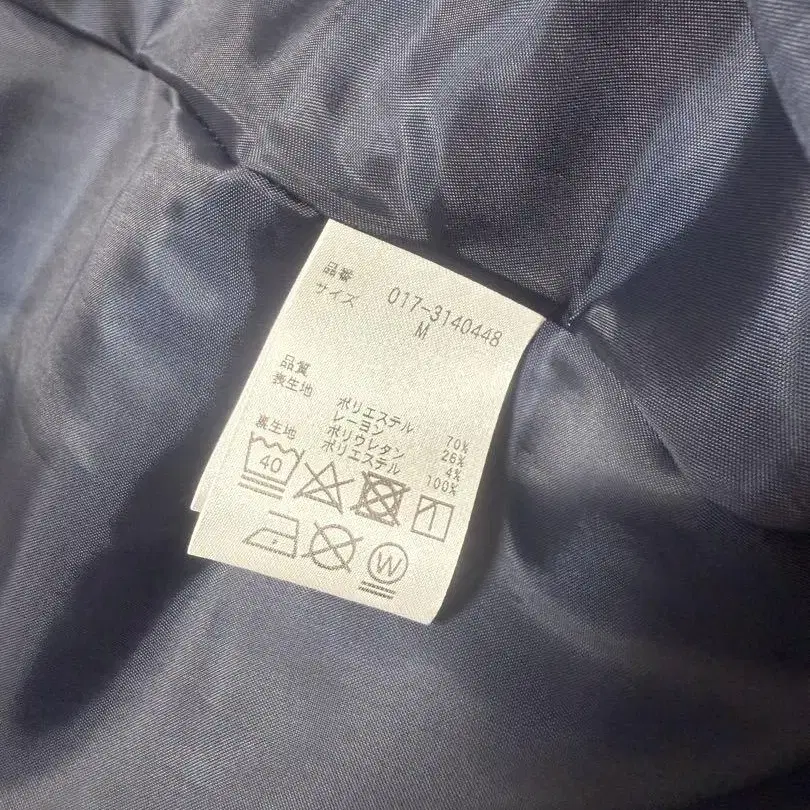 品番 017-3140448
サイズ M
品質
表生地 ポリエステル 70%
レーヨン 26%
ポリウレタン 4%
裏生地 ポリエステル 100%
40
W